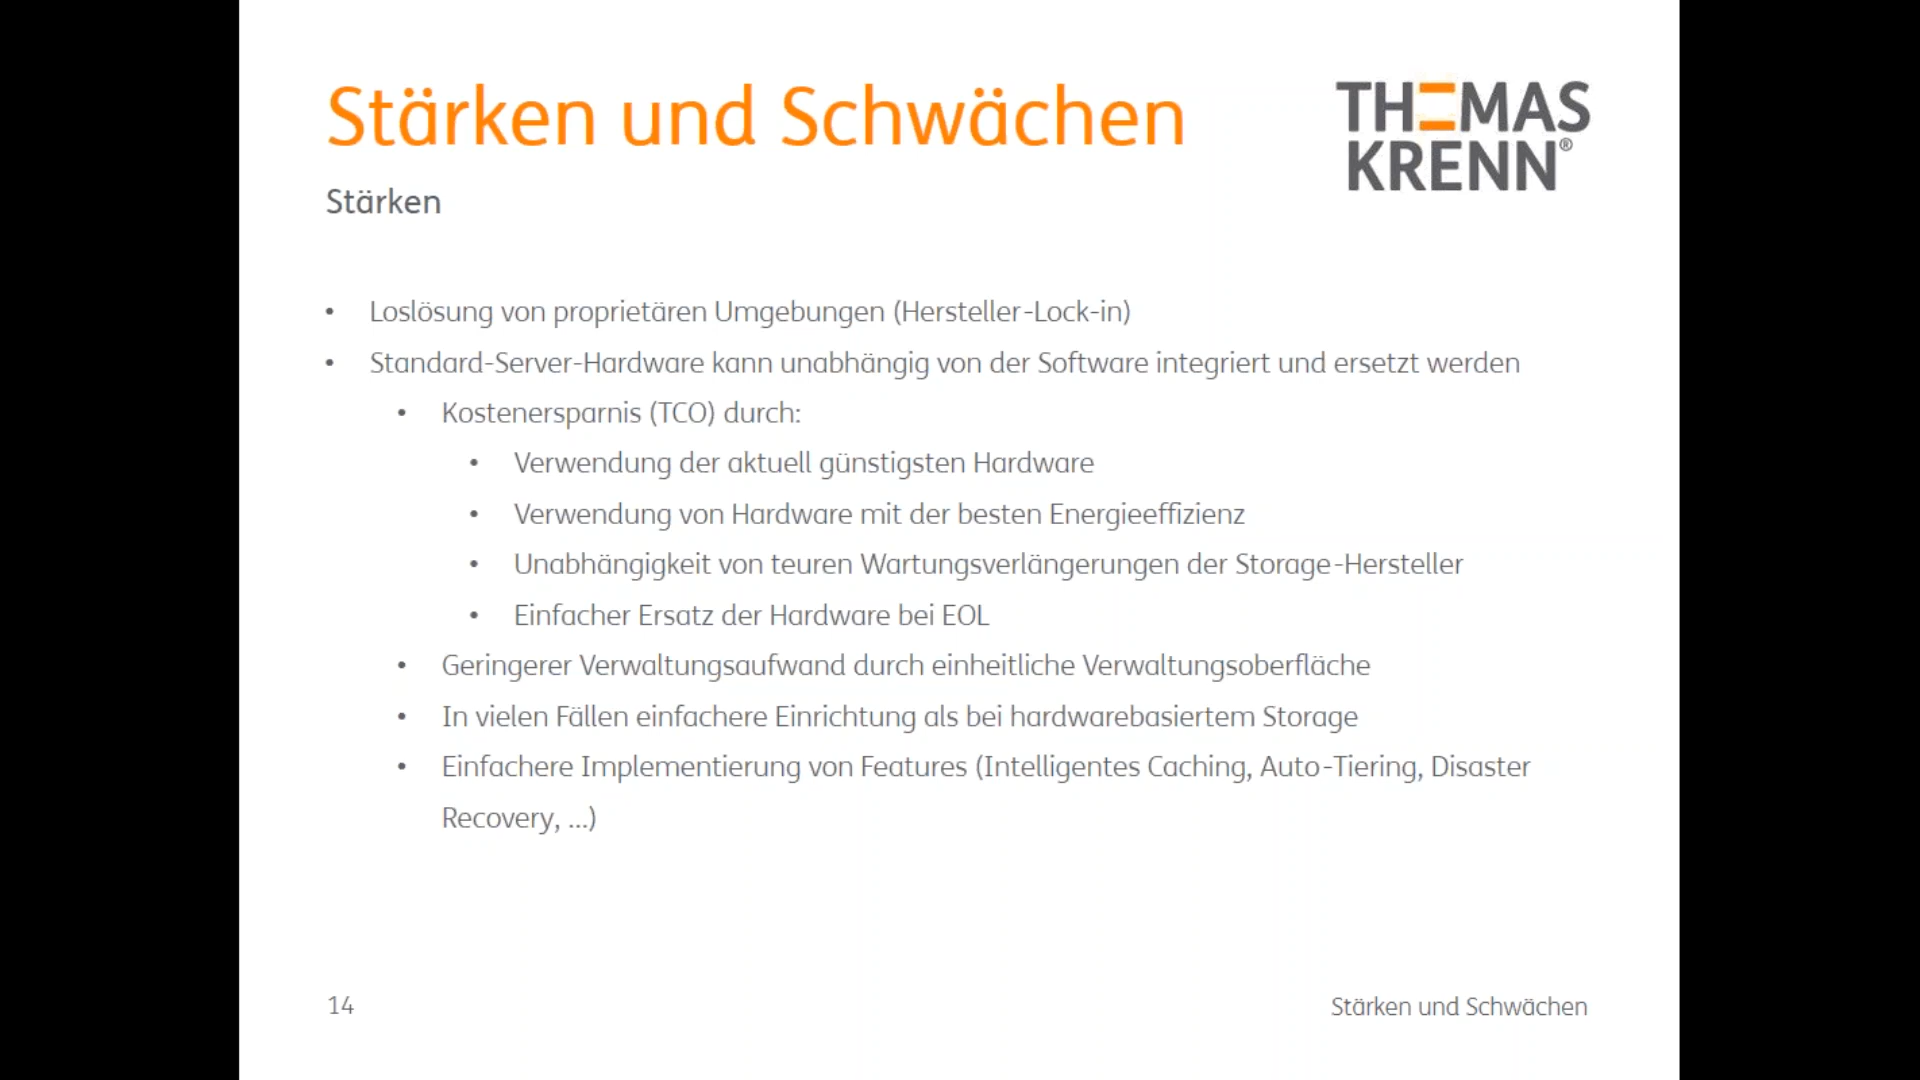 Stärken und Schwächen
THOMAS
KRENN®
Stärken
• Loslösung von proprietären Umgebungen (Hersteller-Lock-in)
• Standard-Server-Hardware kann unabhängig von der Software integriert und ersetzt werden
• Kostenersparnis (TCO) durch:
• Verwendung der aktuell günstigsten Hardware
• Verwendung von Hardware mit der besten Energieeffizienz
• Unabhängigkeit von teuren Wartungsverlängerungen der Storage-Hersteller
• Einfacher Ersatz der Hardware bei EOL
• Geringerer Verwaltungsaufwand durch einheitliche Verwaltungsoberfläche
• In vielen Fällen einfachere Einrichtung als bei hardwarebasiertem Storage
• Einfachere Implementierung von Features (Intelligentes Caching, Auto-Tiering, Disaster
Recovery, ...)
14
Stärken und Schwächen